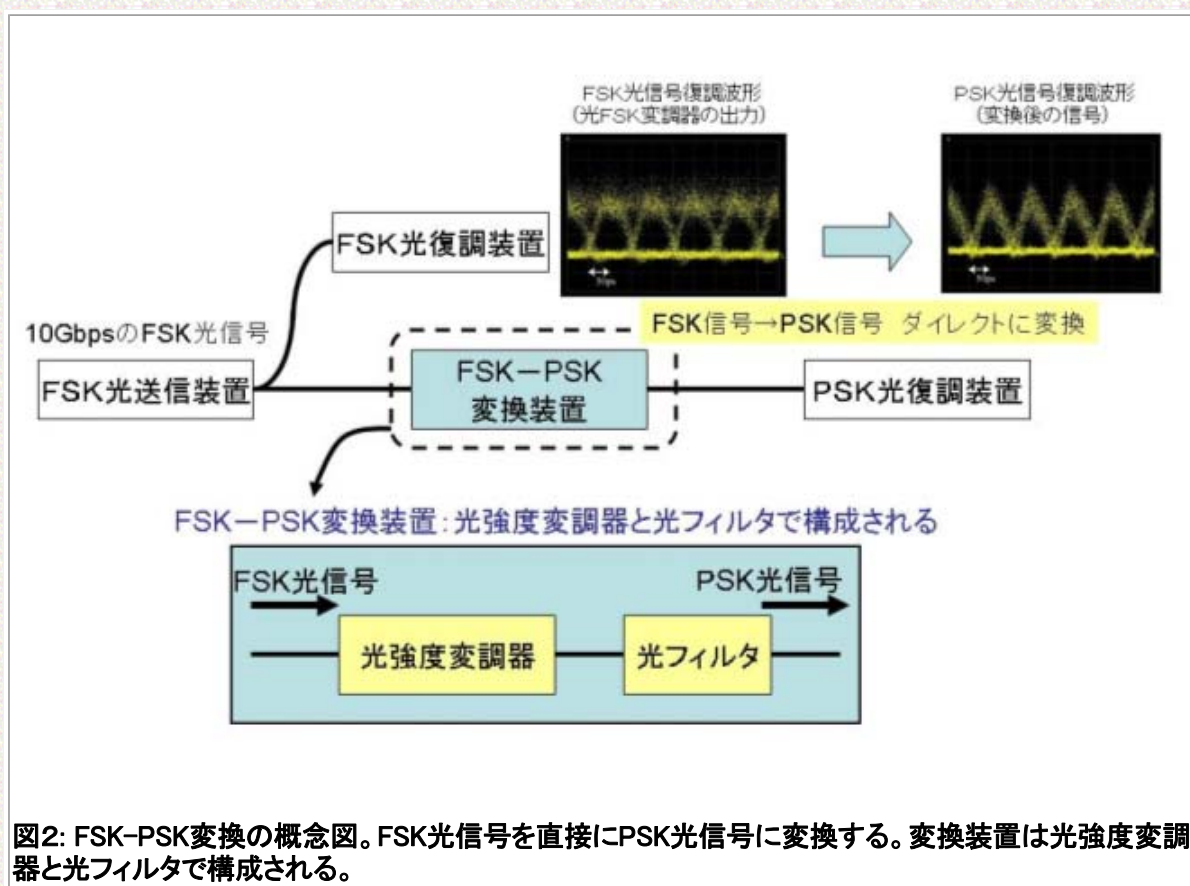 FSK光信号復調波形
(光FSK変調器の出力)
PSK光信号復調波形
(変換後の信号)
FSK光復調装置
FSK信号→PSK信号 ダイレクトに変換
10GbpsのFSK光信号
FSK光送信装置
FSK－PSK
変換装置
PSK光復調装置
FSK－PSK変換装置:光強度変調器と光フィルタで構成される
FSK光信号
PSK光信号
光強度変調器
光フィルタ
図2: FSK-PSK変換の概念図。FSK光信号を直接にPSK光信号に変換する。変換装置は光強度変調
器と光フィルタで構成される。